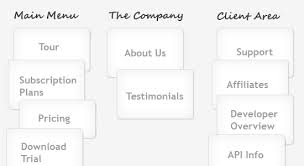 Main Menu
Tour
Subscription
Plans
Pricing
Download
Trial
The Company
About Us
Testimonials
Client Area
Support
Affiliates
Developer
Overview
API Info